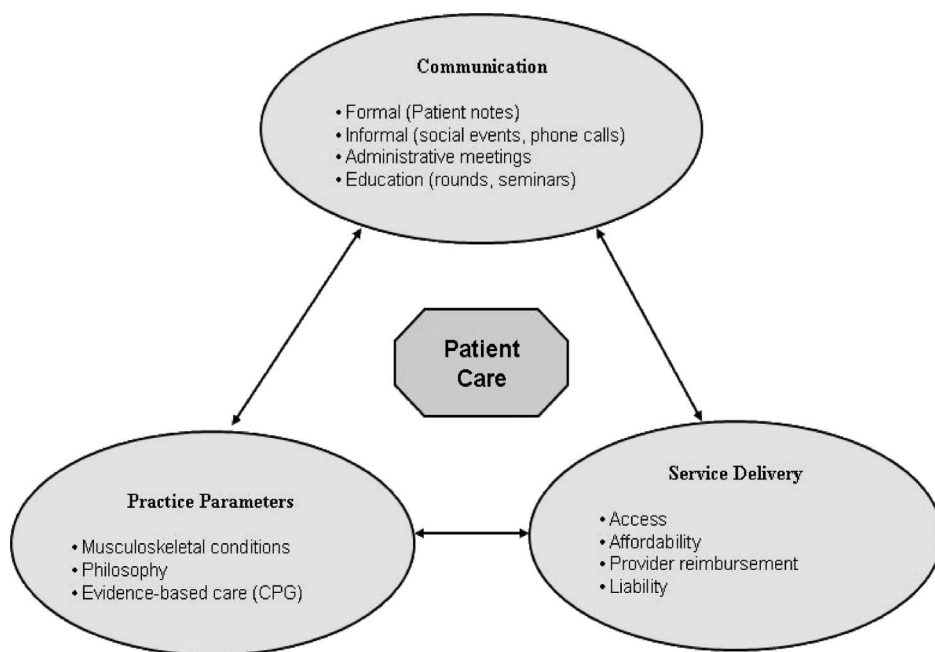 Communication
• Formal (Patient notes)
• Informal (social events, phone calls)
• Administrative meetings
• Education (rounds, seminars)
Patient
Care
Practice Parameters
• Musculoskeletal conditions
• Philosophy
• Evidence-based care (CPG)
Service Delivery
• Access
• Affordability
• Provider reimbursement
• Liability